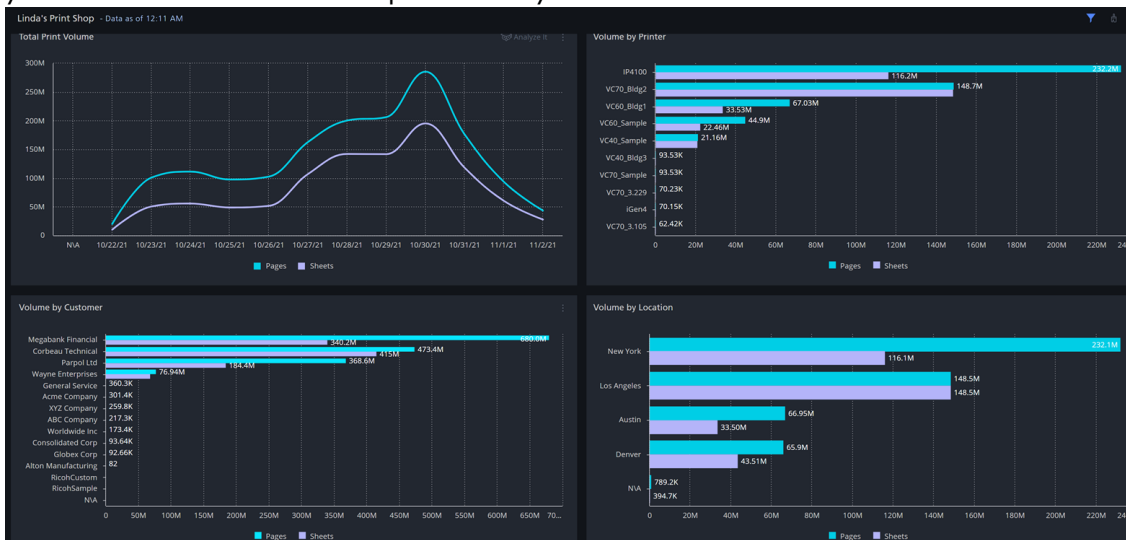 Linda's Print Shop - Data as of 12:11 AM
Total Print Volume
Analyze It
300M
250M
200M
150M
100M
50M
0
N\A 10/22/21 10/23/21 10/24/21 10/25/21 10/26/21 10/27/21 10/28/21 10/29/21 10/30/21 10/31/21 11/1/21 11/2/21
Pages Sheets
Volume by Printer
IP4100 232.2M
116.2M
VC70_Bldg2 148.7M
VC60_Bldg1 67.03M
33.53M
VC60_Sample 44.9M
22.46M
VC40_Sample 21.16M
VC40_Bldg3 93.53K
VC70_Sample 93.53K
VC70_3.229 70.23K
iGen4 70.15K
VC70_3.105 62.42K
0 20M 40M 60M 80M 100M 120M 140M 160M 180M 200M 220M 24
Pages Sheets
Volume by Customer
Megabank Financial 680.0M
340.2M
Corbeau Technical 473.4M
415M
Parpol Ltd 368.6M
184.4M
Wayne Enterprises 76.94M
General Service 360.3K
Acme Company 301.4K
XYZ Company 259.8K
ABC Company 217.3K
Worldwide Inc 173.4K
Consolidated Corp 93.64K
Globex Corp 92.66K
Alton Manufacturing 82
RicohCustom
RicohSample
N\A
0 50M 100M 150M 200M 250M 300M 350M 400M 450M 500M 550M 600M 650M 70...
Pages Sheets
Volume by Location
New York 232.1M
116.1M
Los Angeles 148.5M
148.5M
Austin 66.95M
33.50M
Denver 65.9M
43.51M
N\A 789.2K
394.7K
0 20M 40M 60M 80M 100M 120M 140M 160M 180M 200M 220M 24
Pages Sheets